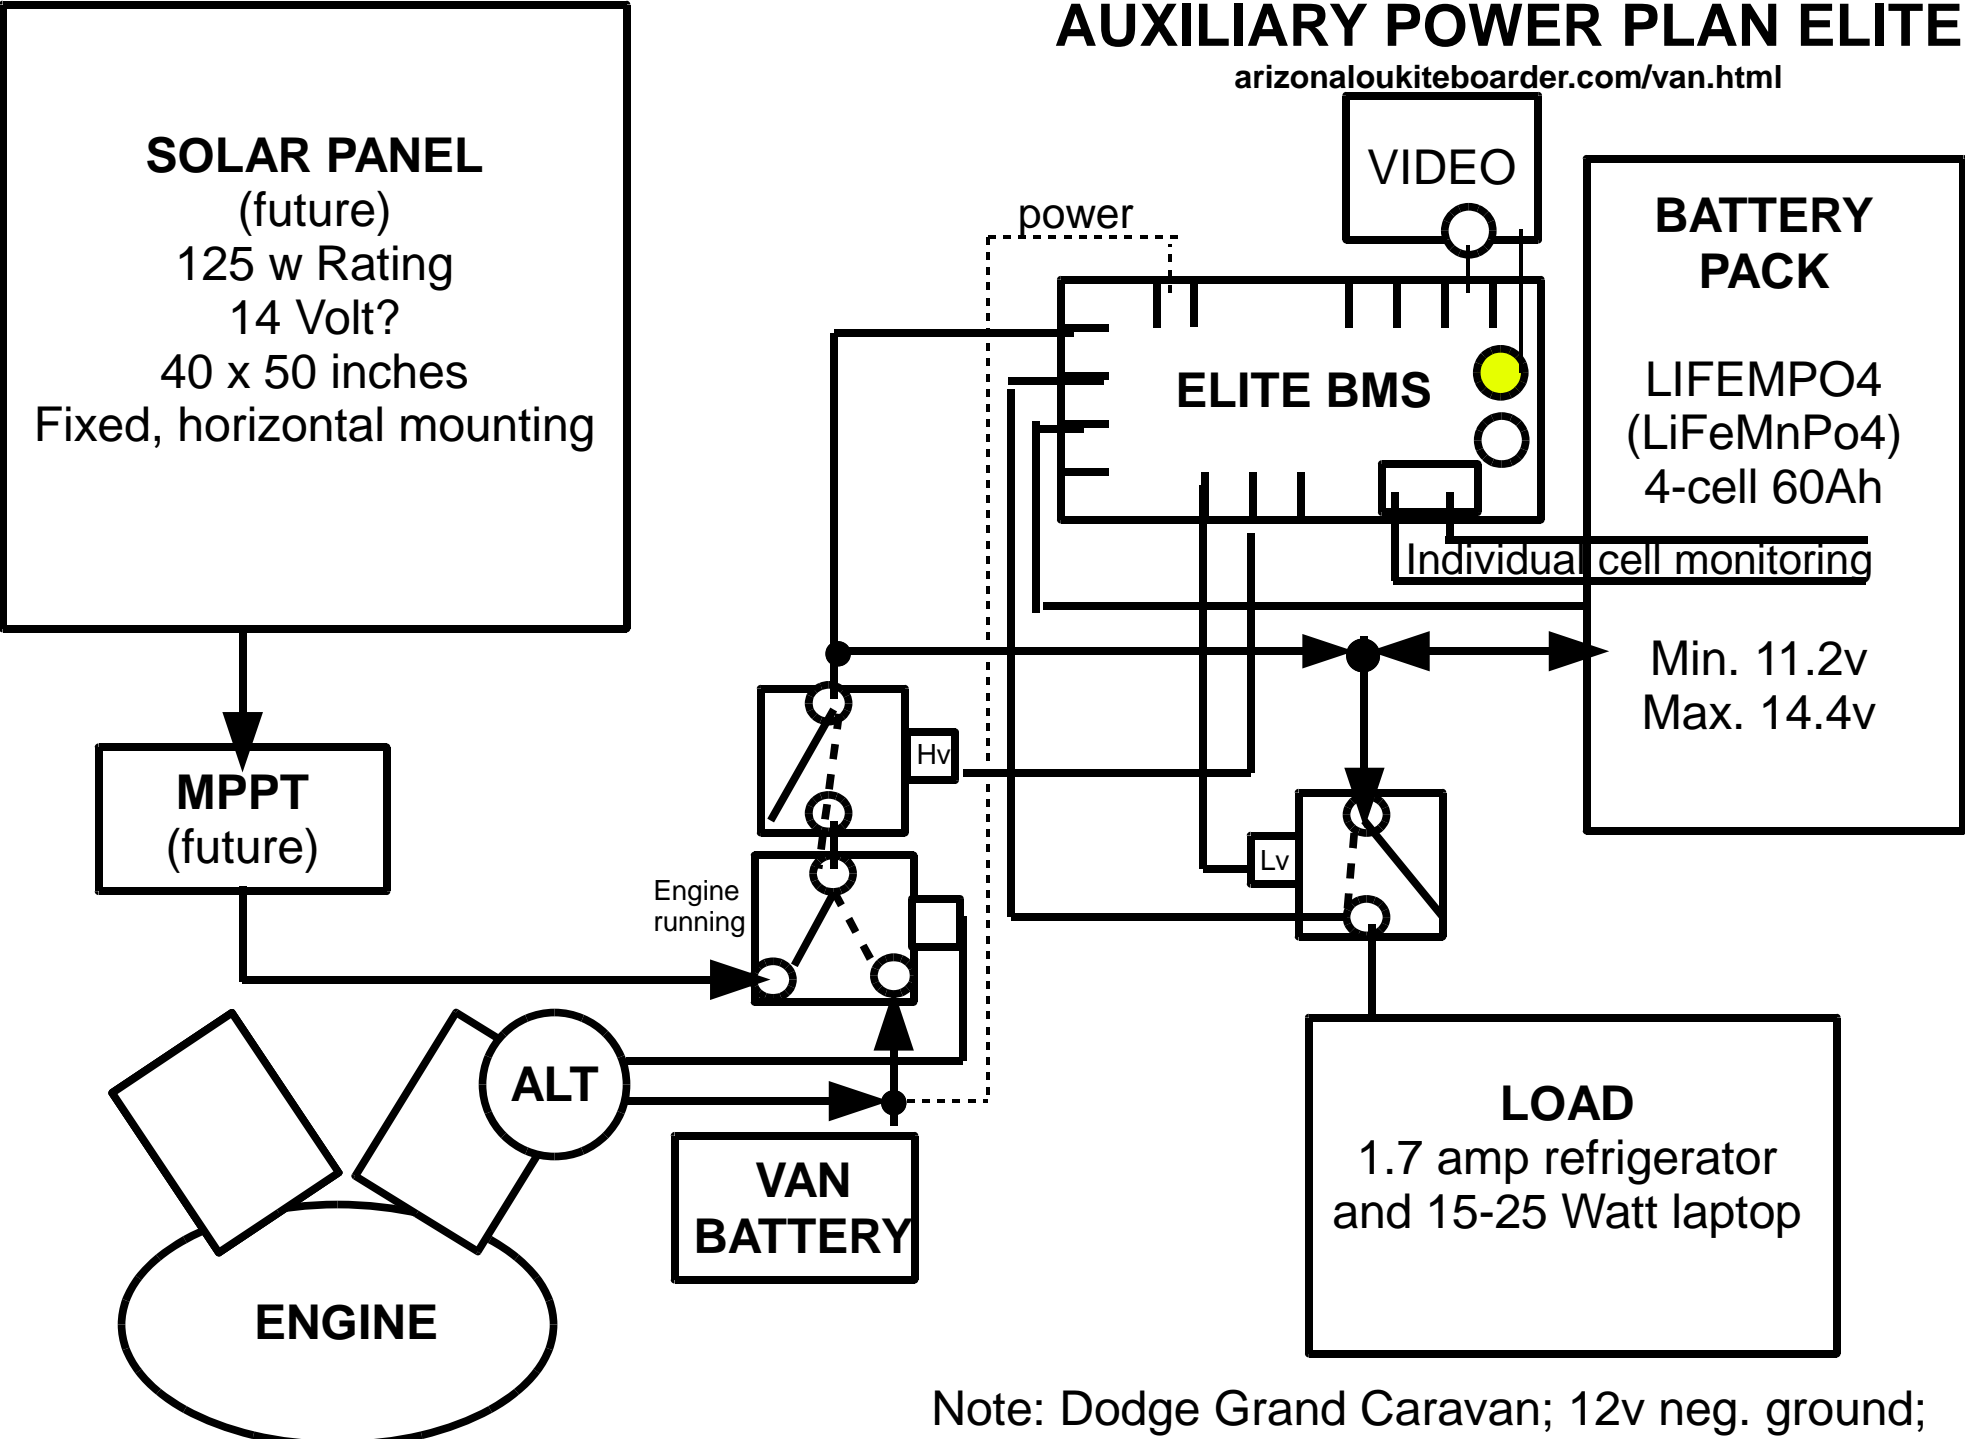 AUXILIARY POWER PLAN ELITE
arizonaloukiteboarder.com/van.html
SOLAR PANEL
(future)
125 w Rating
14 Volt?
40 x 50 inches
Fixed, horizontal mounting
VIDEO
power
BATTERY
PACK
LIFEMPO4
(LiFeMnPo4)
4-cell 60Ah
ELITE BMS
Individual cell monitoring
Min. 11.2v
Max. 14.4v
Hv
MPPT
(future)
Lv
Engine
running
ALT
VAN
BATTERY
ENGINE
LOAD
1.7 amp refrigerator
and 15-25 Watt laptop
Note: Dodge Grand Caravan; 12v neg. ground;